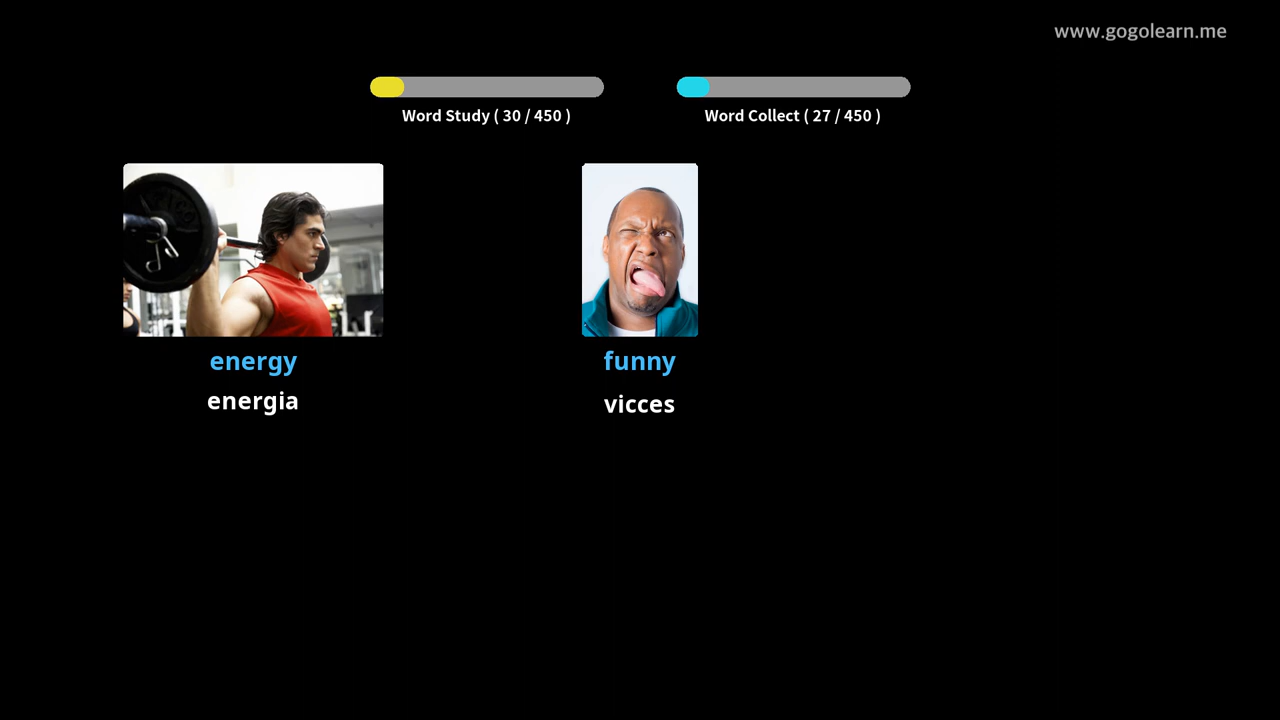 www.gogolearn.me
Word Study ( 30 / 450 )
Word Collect ( 27 / 450 )
energy
energia
funny
vicces